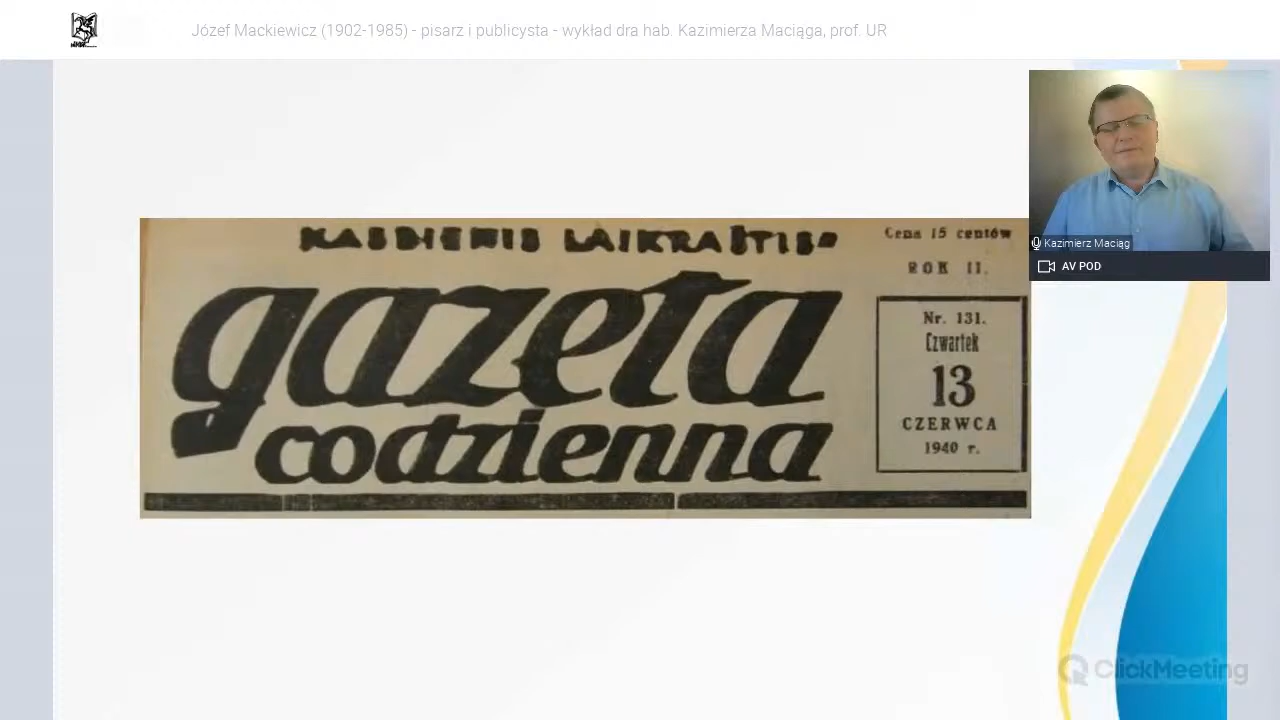 Józef Mackiewicz (1902-1985) - pisarz i publicysta - wykład dra hab. Kazimierza Maciąga, prof. UR
KASDIENIS LAIKRAŠTIS
Cena 15 centów
ROK II.
gazeta
codzienna
Nr. 131.
Czwartek
13
CZERWCA
1940 r.
Kazimierz Maciąg
AV POD
ClickMeeting